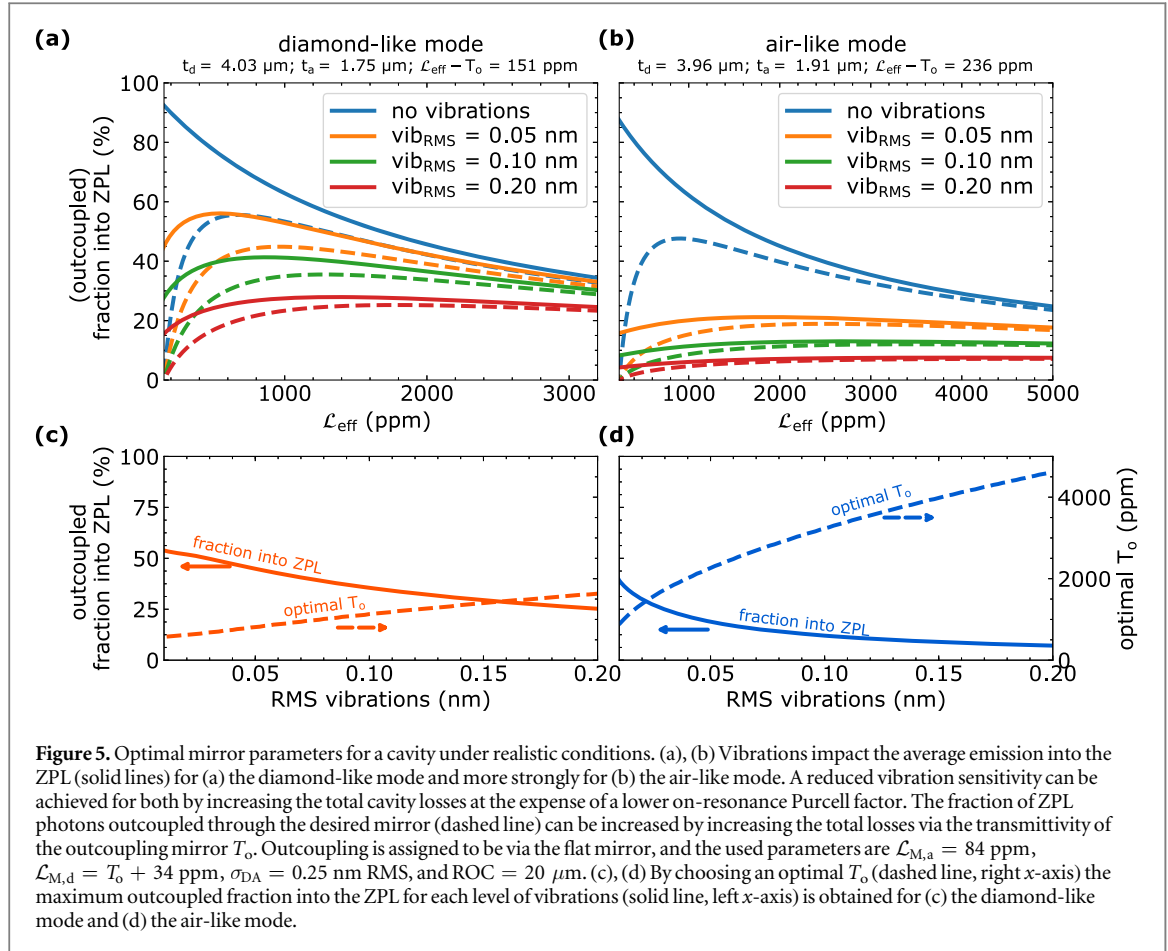 (a)
diamond-like mode
t_d = 4.03 μm; t_a = 1.75 μm; ℒ_eff − T_o = 151 ppm
(outcoupled)
fraction into ZPL (%)
100
80
60
40
20
0
no vibrations
vib_RMS = 0.05 nm
vib_RMS = 0.10 nm
vib_RMS = 0.20 nm
1000
2000
3000
ℒ_eff (ppm)
(b)
air-like mode
t_d = 3.96 μm; t_a = 1.91 μm; ℒ_eff − T_o = 236 ppm
no vibrations
vib_RMS = 0.05 nm
vib_RMS = 0.10 nm
vib_RMS = 0.20 nm
1000
2000
3000
4000
5000
ℒ_eff (ppm)
(c)
outcoupled
fraction into ZPL (%)
100
75
50
25
0
fraction into ZPL
optimal T_o
0.05
0.10
0.15
0.20
RMS vibrations (nm)
(d)
optimal T_o
fraction into ZPL
0.05
0.10
0.15
0.20
RMS vibrations (nm)
4000
2000
0
optimal T_o (ppm)
Figure 5. Optimal mirror parameters for a cavity under realistic conditions. (a), (b) Vibrations impact the average emission into the
ZPL (solid lines) for (a) the diamond-like mode and more strongly for (b) the air-like mode. A reduced vibration sensitivity can be
achieved for both by increasing the total cavity losses at the expense of a lower on-resonance Purcell factor. The fraction of ZPL
photons outcoupled through the desired mirror (dashed line) can be increased by increasing the total losses via the transmittivity of
the outcoupling mirror T_o. Outcoupling is assigned to be via the flat mirror, and the used parameters are ℒ_M,a = 84 ppm,
ℒ_M,d = T_o + 34 ppm, σ_DA = 0.25 nm RMS, and ROC = 20 μm. (c), (d) By choosing an optimal T_o (dashed line, right x-axis) the
maximum outcoupled fraction into the ZPL for each level of vibrations (solid line, left x-axis) is obtained for (c) the diamond-like
mode and (d) the air-like mode.